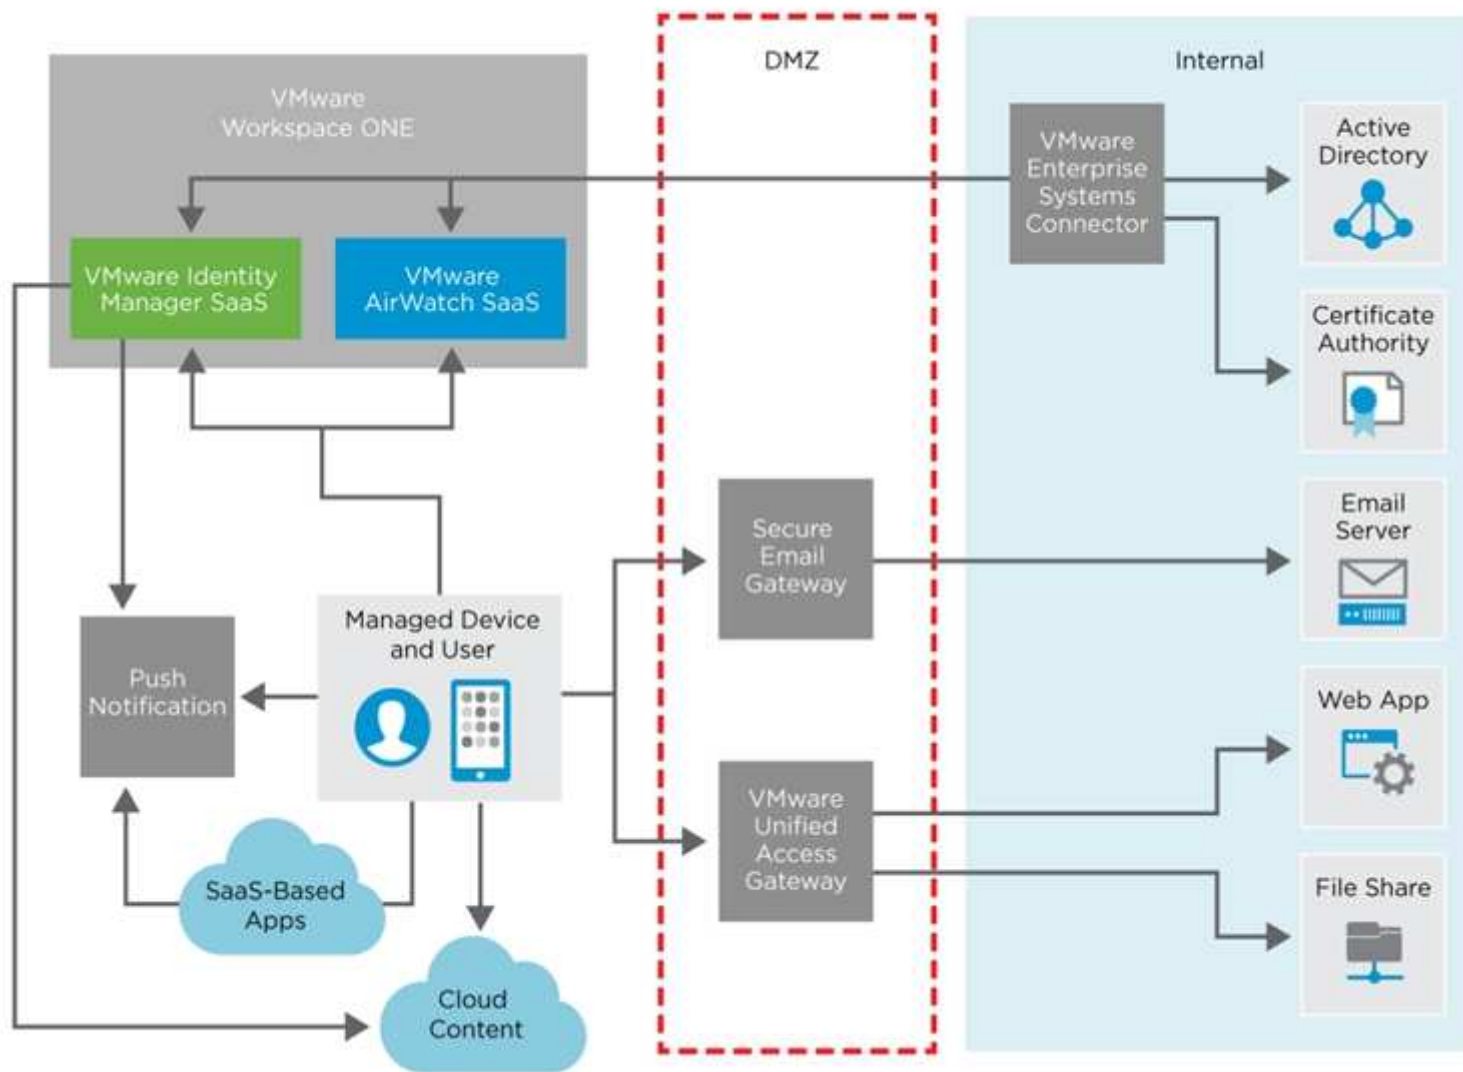 VMware
Workspace ONE
VMware Identity
Manager SaaS
VMware
AirWatch SaaS
Push
Notification
Managed Device
and User
SaaS-Based
Apps
Cloud
Content
DMZ
Secure
Email
Gateway
VMware
Unified
Access
Gateway
Internal
VMware
Enterprise
Systems
Connector
Active
Directory
Certificate
Authority
Email
Server
Web App
File Share